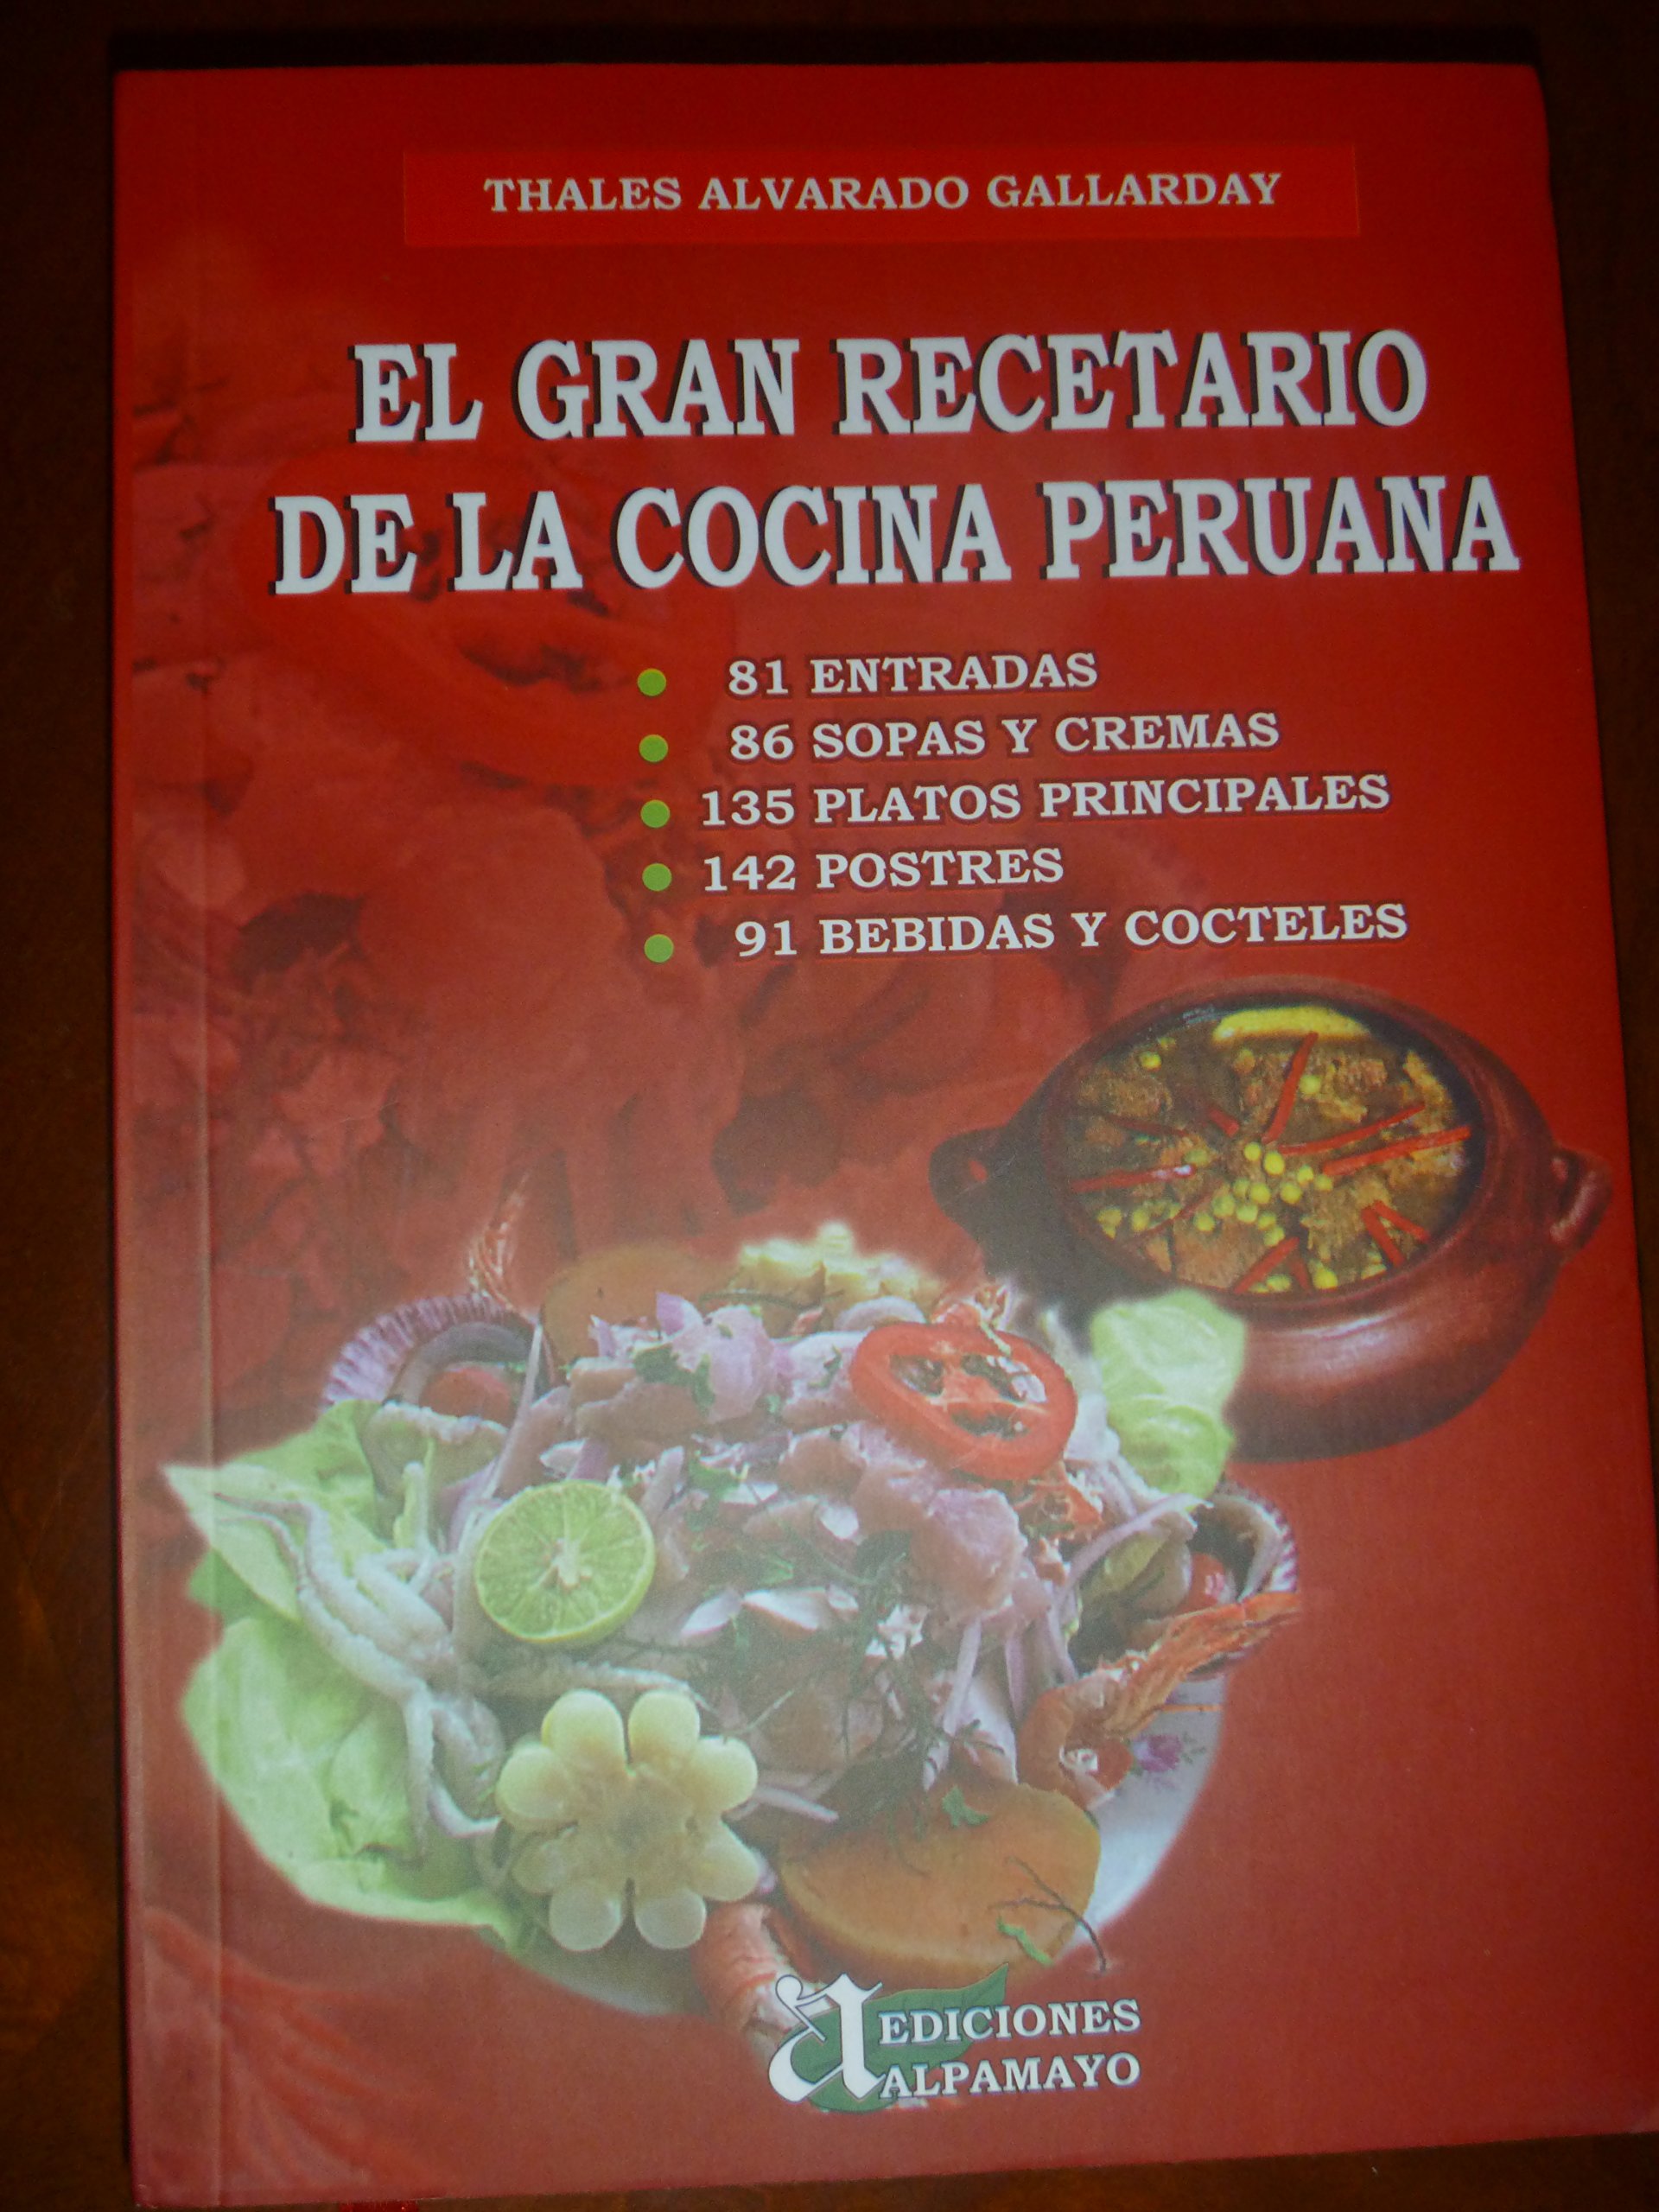 THALES ALVARADO GALLARDAY
EL GRAN RECETARIO
DE LA COCINA PERUANA
81 ENTRADAS
86 SOPAS Y CREMAS
135 PLATOS PRINCIPALES
142 POSTRES
91 BEBIDAS Y COCTELES
a EDICIONES
ALPAMAYO